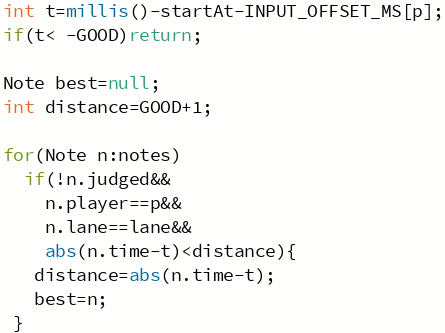 int t=millis()-startAt-INPUT_OFFSET_MS[p];
if(t< -GOOD)return;

Note best=null;
int distance=GOOD+1;

for(Note n:notes)
  if(!n.judged&&
    n.player==p&&
    n.lane==lane&&
    abs(n.time-t)<distance){
   distance=abs(n.time-t);
   best=n;
 }